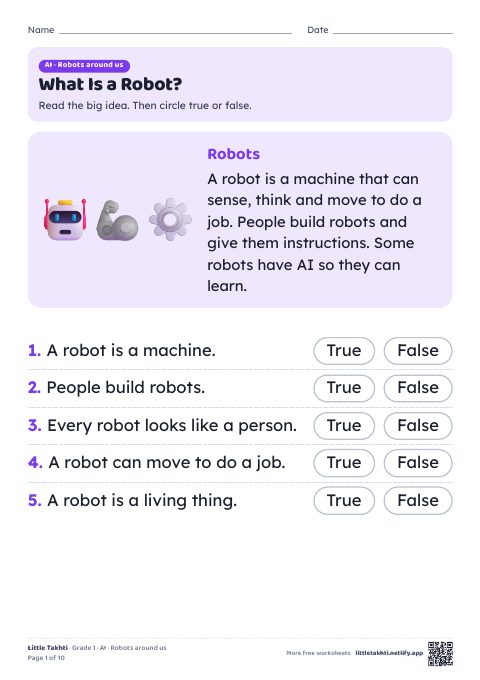 Name Date
AI · Robots around us
What Is a Robot?
Read the big idea. Then circle true or false.
Robots
A robot is a machine that can
sense, think and move to do a
job. People build robots and
give them instructions. Some
robots have AI so they can
learn.
1. A robot is a machine. True False
2. People build robots. True False
3. Every robot looks like a person. True False
4. A robot can move to do a job. True False
5. A robot is a living thing. True False
Little Takhti · Grade 1 · AI · Robots around us
Page 1 of 10
More free worksheets · littletakhti.netlify.app